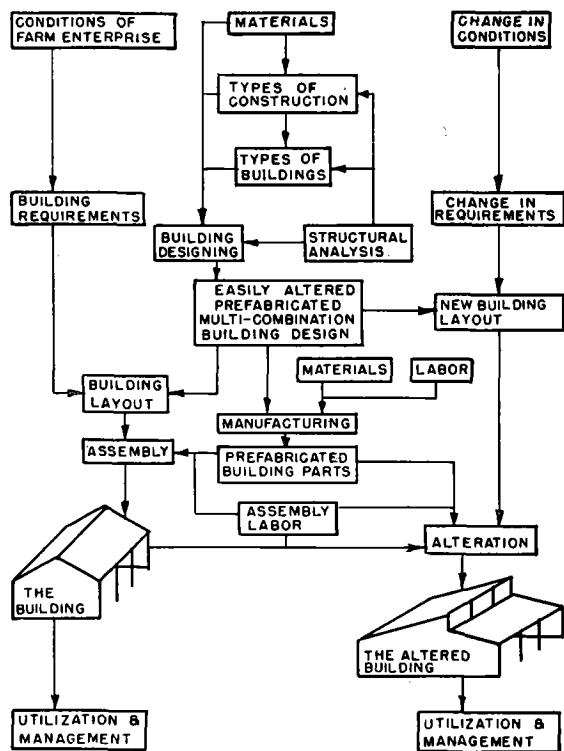 CONDITIONS OF
FARM ENTERPRISE
MATERIALS
CHANGE IN
CONDITIONS
TYPES OF
CONSTRUCTION
TYPES OF
BUILDINGS
BUILDING
REQUIREMENTS
CHANGE IN
REQUIREMENTS
BUILDING
DESIGNING
STRUCTURAL
ANALYSIS
EASILY ALTERED
PREFABRICATED
MULTI-COMBINATION
BUILDING DESIGN
NEW BUILDING
LAYOUT
MATERIALS
LABOR
BUILDING
LAYOUT
MANUFACTURING
ASSEMBLY
PREFABRICATED
BUILDING PARTS
ASSEMBLY
LABOR
ALTERATION
THE
BUILDING
THE ALTERED
BUILDING
UTILIZATION &
MANAGEMENT
UTILIZATION &
MANAGEMENT